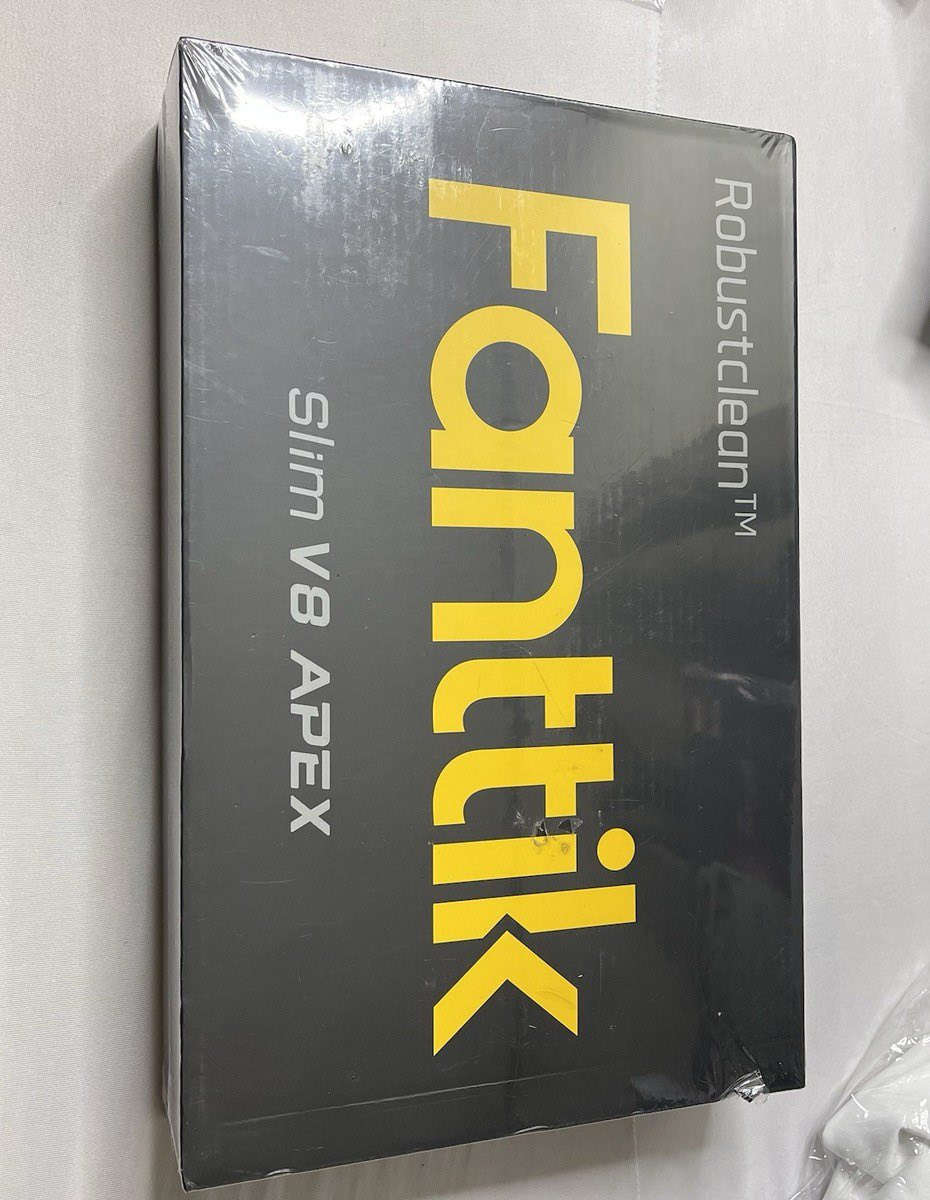 Robustclean™
Fanttik
Slim V8 APEX